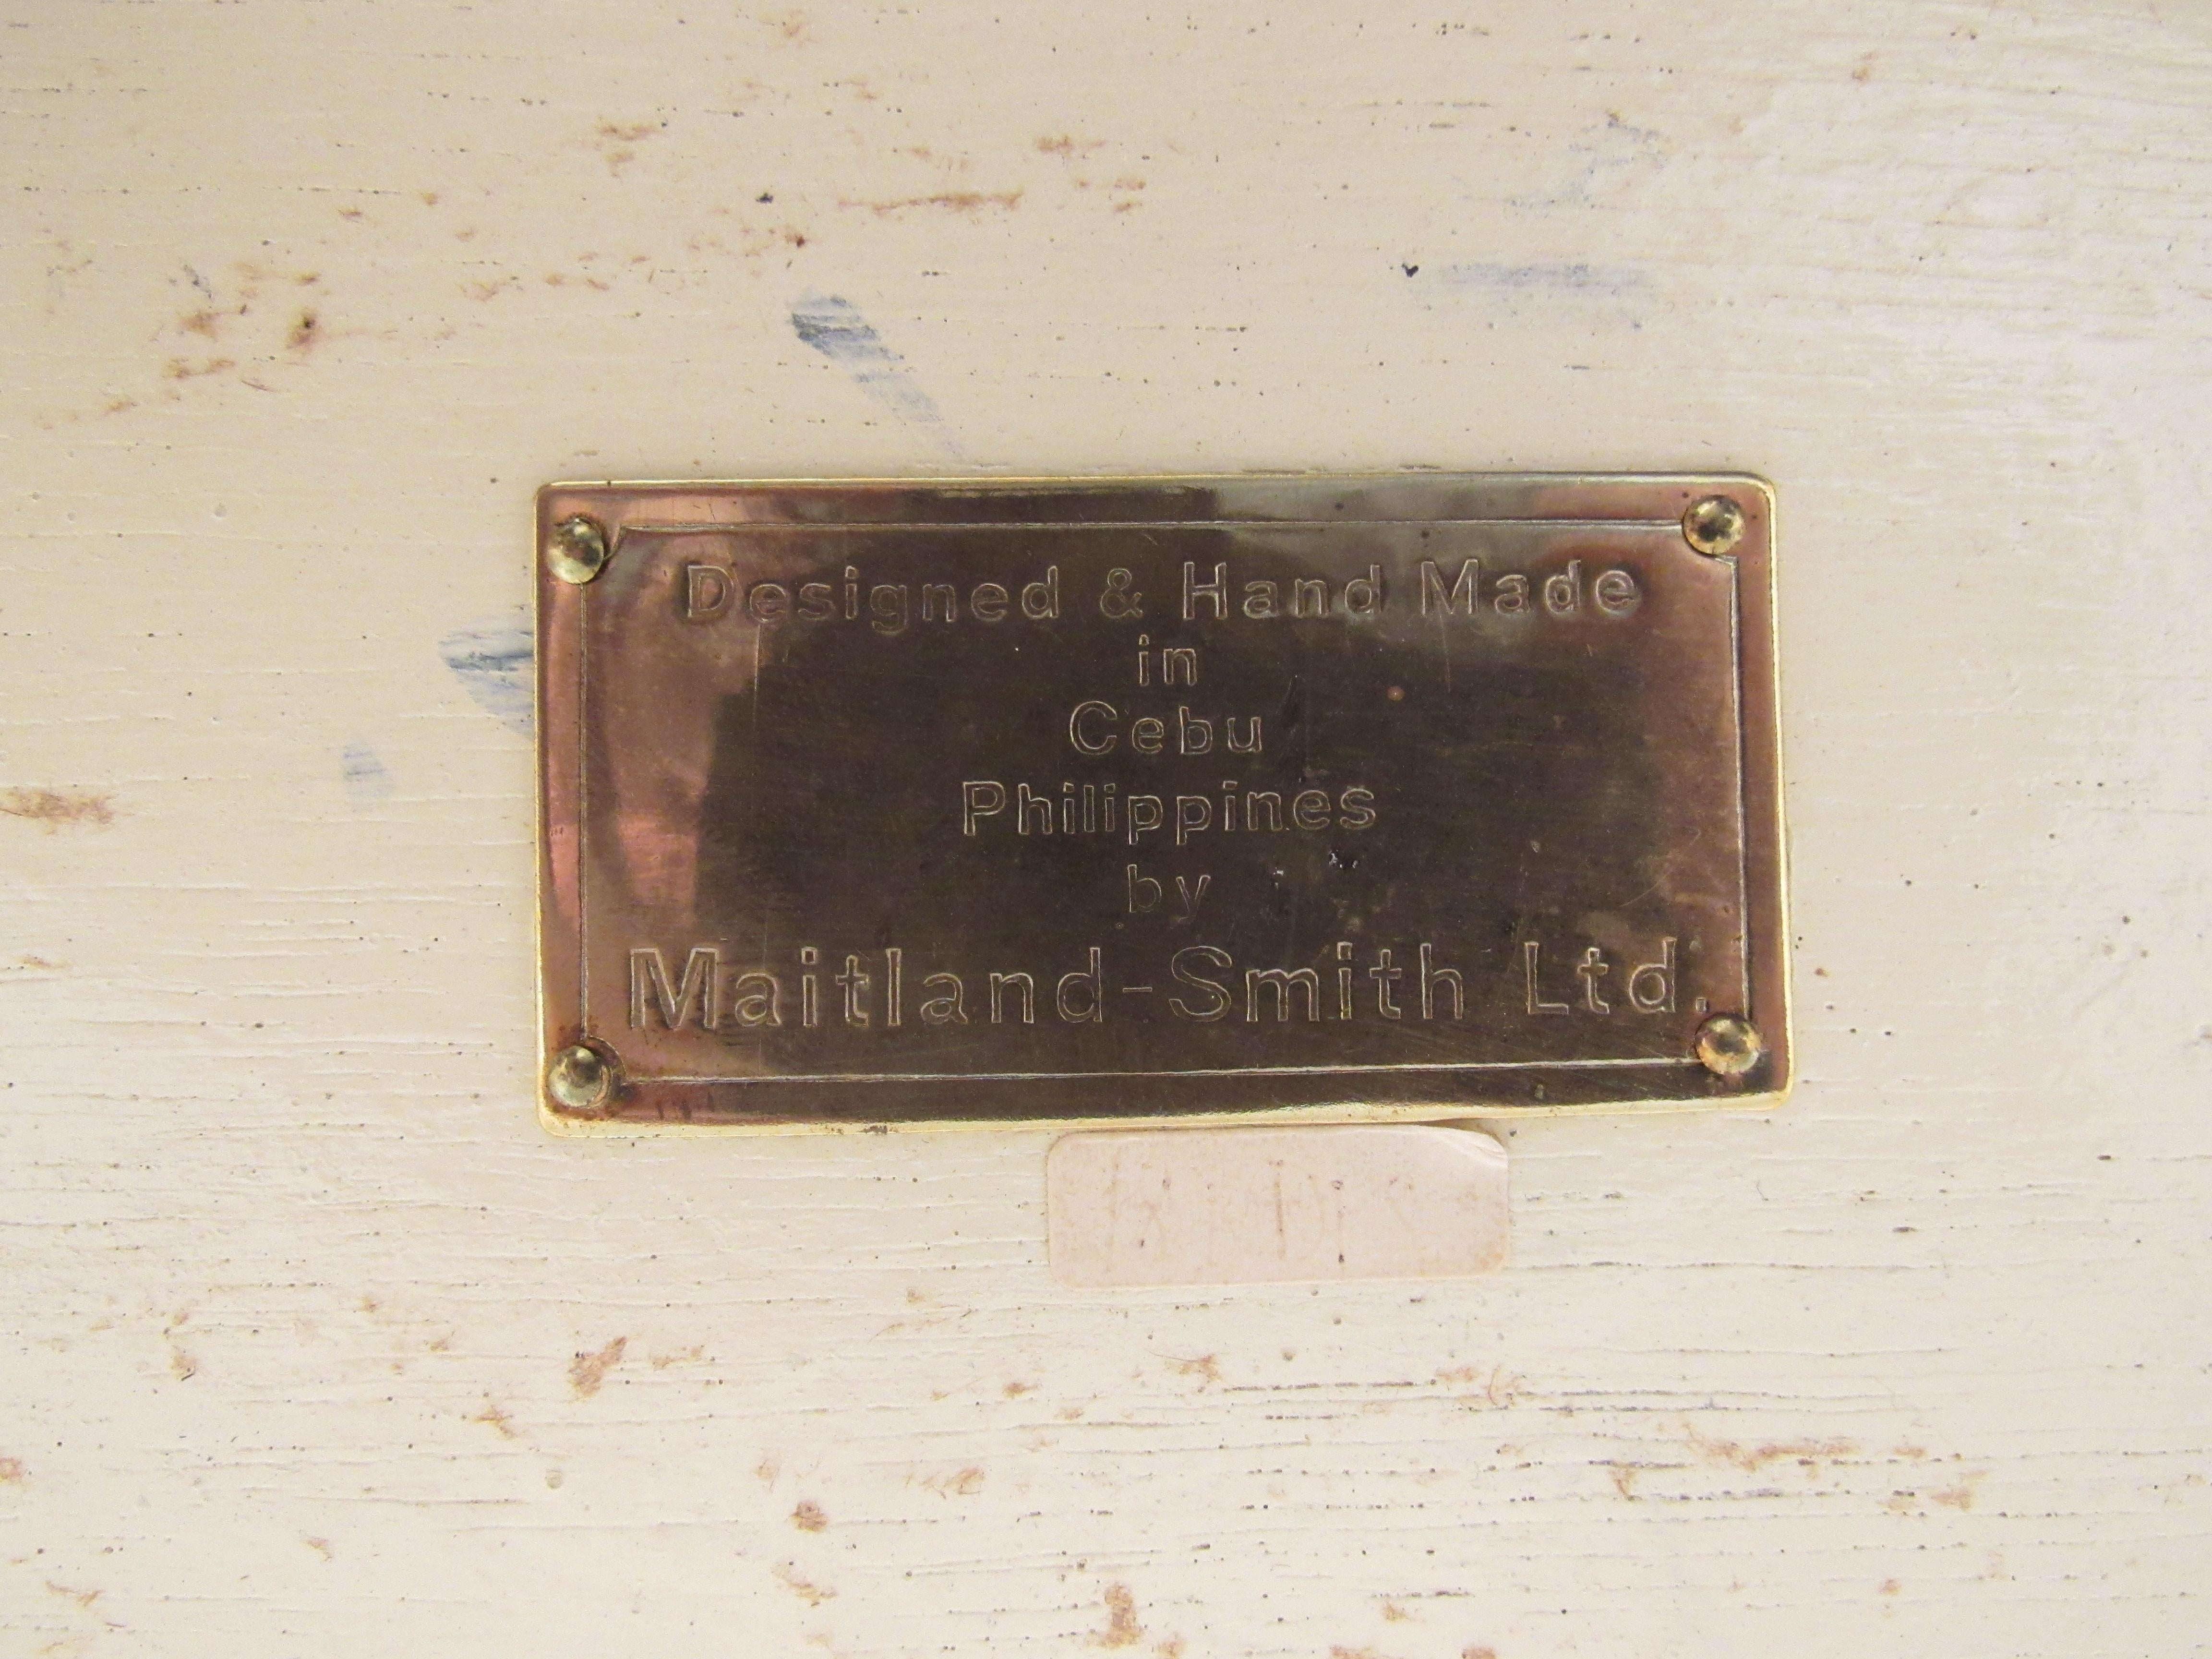 Designed & Hand Made
in
Cebu
Philippines
by
Maitland-Smith Ltd.